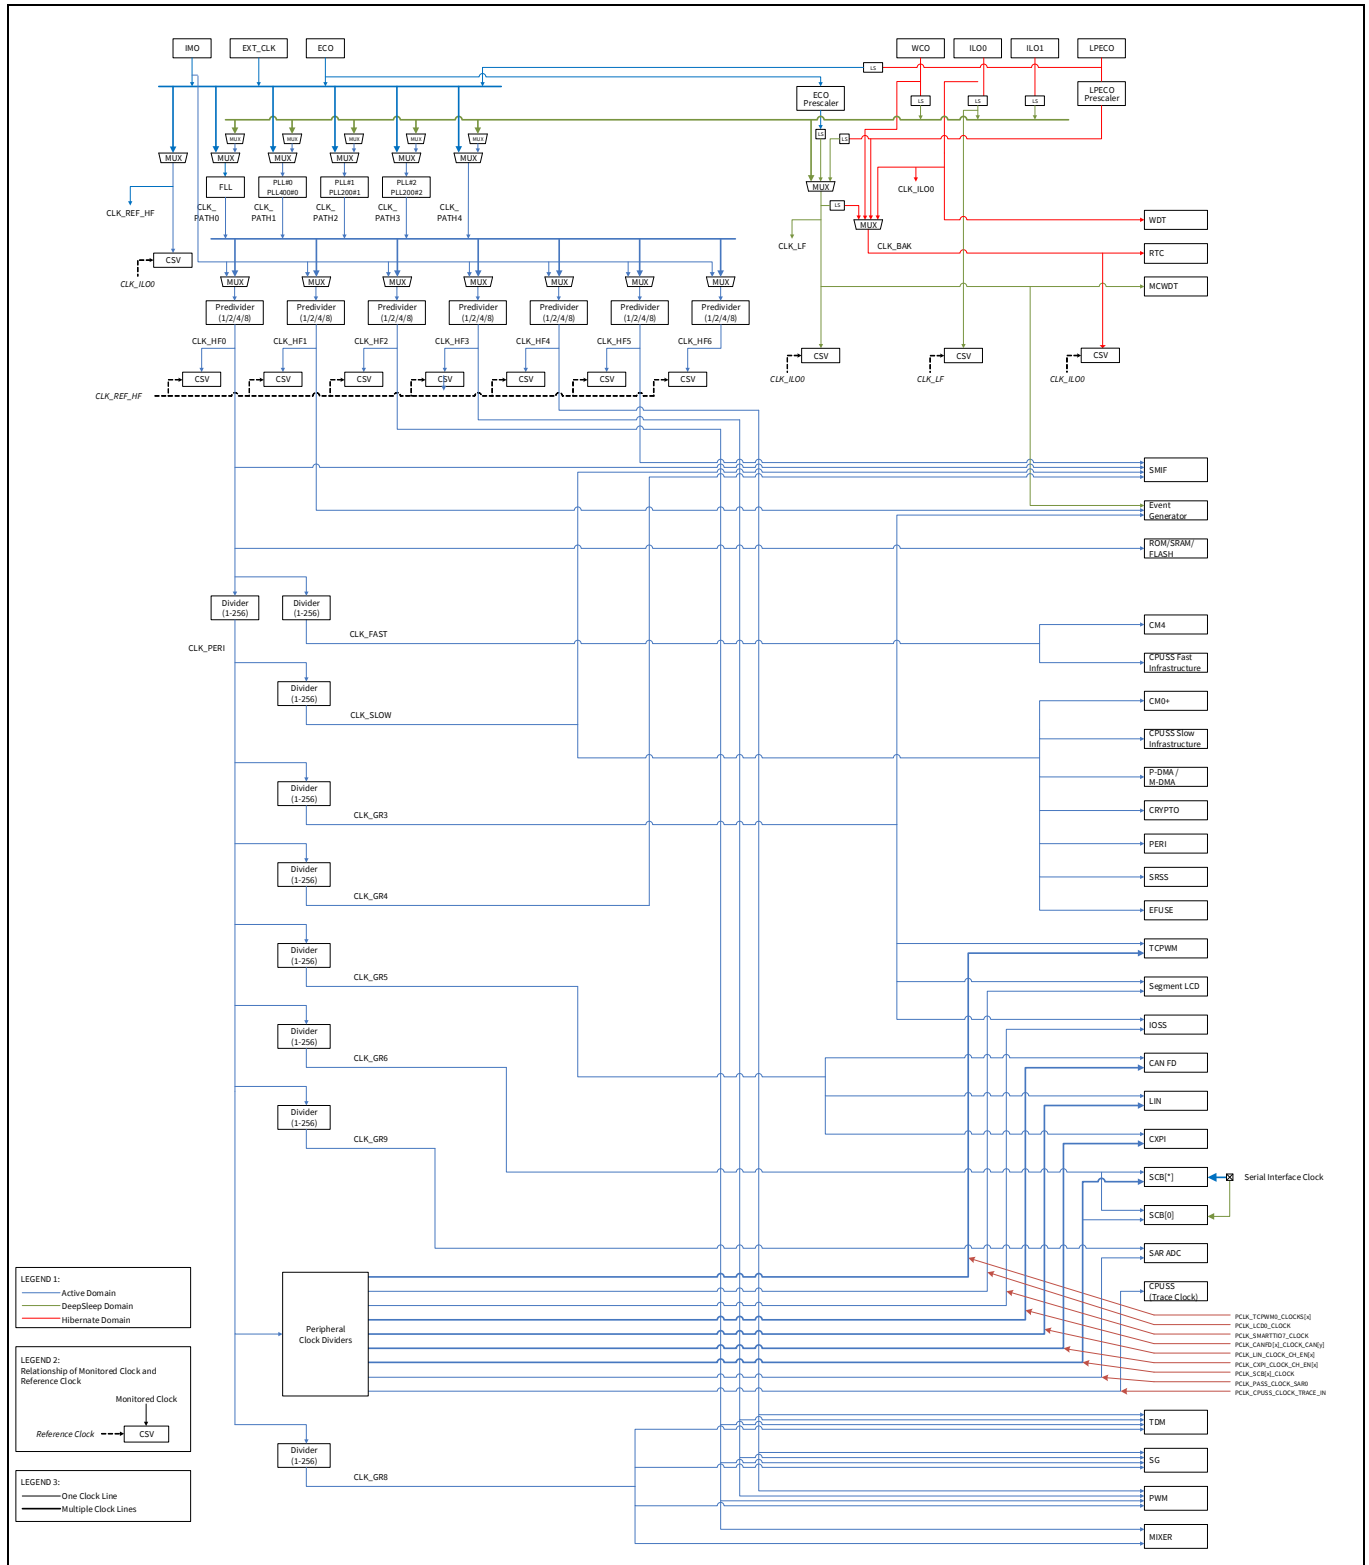 IMO
EXT_CLK
ECO
WCO
ILO0
ILO1
LPECO
LS
ECO
Prescaler
LPECO
Prescaler
LS
LS
LS
LS
LS
MUX
MUX
MUX
MUX
MUX
MUX
MUX
MUX
MUX
MUX
MUX
FLL
PLL#0
PLL400#0
PLL#1
PLL200#1
PLL#2
PLL200#2
MUX
CLK_ILO0
CLK_REF_HF
CLK_
PATH0
CLK_
PATH1
CLK_
PATH2
CLK_
PATH3
CLK_
PATH4
LS
MUX
WDT
CLK_LF
CLK_BAK
RTC
CSV
CLK_ILO0
MCWDT
MUX
MUX
MUX
MUX
MUX
MUX
MUX
Predivider
(1/2/4/8)
Predivider
(1/2/4/8)
Predivider
(1/2/4/8)
Predivider
(1/2/4/8)
Predivider
(1/2/4/8)
Predivider
(1/2/4/8)
Predivider
(1/2/4/8)
CLK_HF0
CLK_HF1
CLK_HF2
CLK_HF3
CLK_HF4
CLK_HF5
CLK_HF6
CSV
CSV
CSV
CLK_ILO0
CLK_LF
CLK_ILO0
CSV
CSV
CSV
CSV
CSV
CSV
CSV
CLK_REF_HF
SMIF
Event
Generator
ROM/SRAM/
FLASH
Divider
(1-256)
Divider
(1-256)
CLK_FAST
CM4
CLK_PERI
CPUSS Fast
Infrastructure
Divider
(1-256)
CLK_SLOW
CM0+
CPUSS Slow
Infrastructure
P-DMA /
M-DMA
Divider
(1-256)
CLK_GR3
CRYPTO
PERI
Divider
(1-256)
CLK_GR4
SRSS
EFUSE
Divider
(1-256)
CLK_GR5
TCPWM
Segment LCD
Divider
(1-256)
CLK_GR6
IOSS
CAN FD
Divider
(1-256)
CLK_GR9
LIN
CXPI
SCB[*]
Serial Interface Clock
SCB[0]
SAR ADC
CPUSS
(Trace Clock)
Peripheral
Clock Dividers
PCLK_TCPWM0_CLOCKS[x]
PCLK_LCD0_CLOCK
PCLK_SMARTTIO7_CLOCK
PCLK_CANFD[x]_CLOCK_CAN[y]
PCLK_LIN_CLOCK_CH_EN[x]
PCLK_CXPI_CLOCK_CH_EN[x]
PCLK_SCB[x]_CLOCK
PCLK_PASS_CLOCK_SAR0
PCLK_CPUSS_CLOCK_TRACE_IN
LEGEND 1:
Active Domain
DeepSleep Domain
Hibernate Domain
LEGEND 2:
Relationship of Monitored Clock and
Reference Clock
Monitored Clock
Reference Clock
CSV
LEGEND 3:
One Clock Line
Multiple Clock Lines
Divider
(1-256)
CLK_GR8
TDM
SG
PWM
MIXER